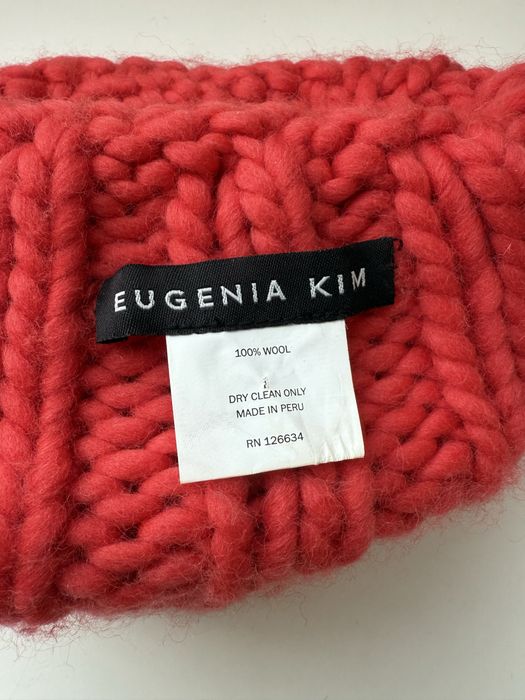 EUGENIA KIM
100% WOOL
DRY CLEAN ONLY
MADE IN PERU
RN 126634